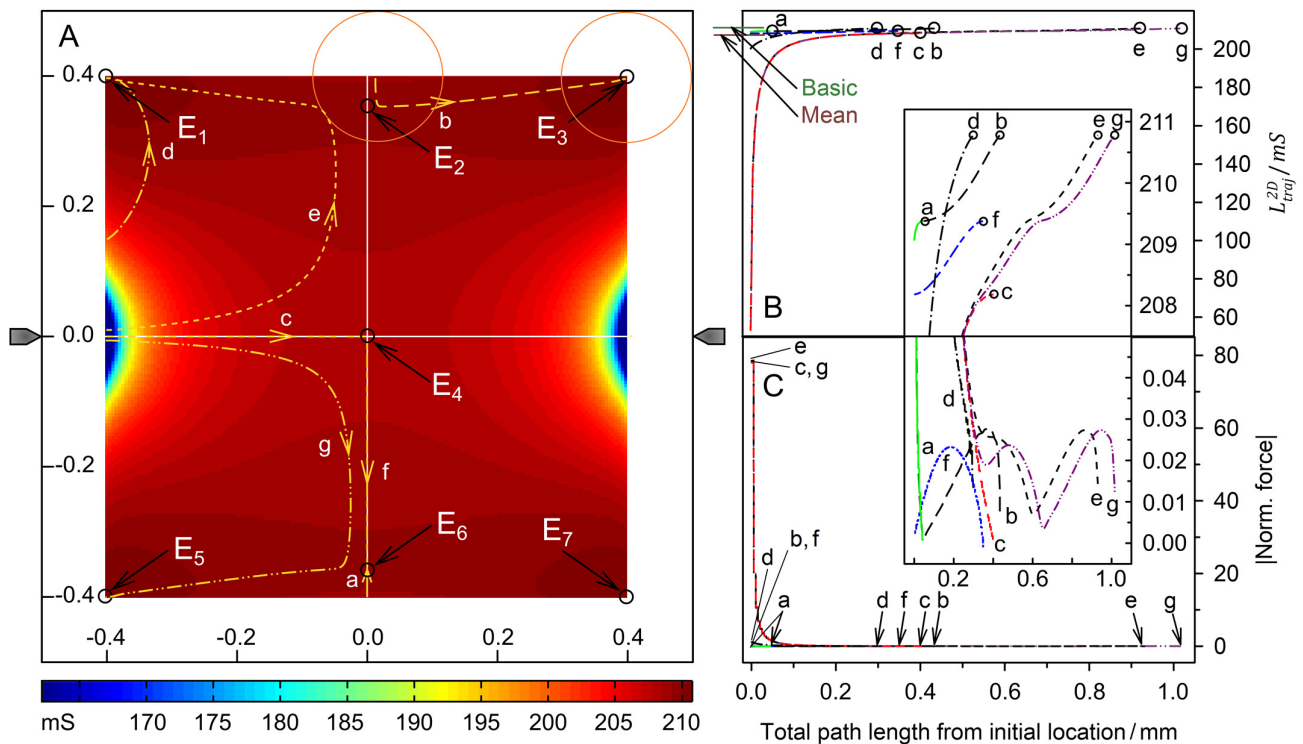 A
0.4
0.2
0.0
-0.2
-0.4
-0.4
-0.2
0.0
0.2
0.4
E1
E2
E3
E4
E5
E6
E7
a
b
c
d
e
f
g
mS
170
175
180
185
190
195
200
205
210
B
a
d
f
c
b
e
g
Basic
Mean
200
180
160
140
120
100
80
60
L2Dtraj / mS
d
b
e
g
a
f
c
211
210
209
208
C
e
c, g
b, f
d
a
d
f
c
b
e
g
80
60
40
20
0
|Norm. force|
d
a
f
b
c
e
g
0.04
0.03
0.02
0.01
0.00
0.2
0.6
1.0
0.0
0.2
0.4
0.6
0.8
1.0
Total path length from initial location / mm